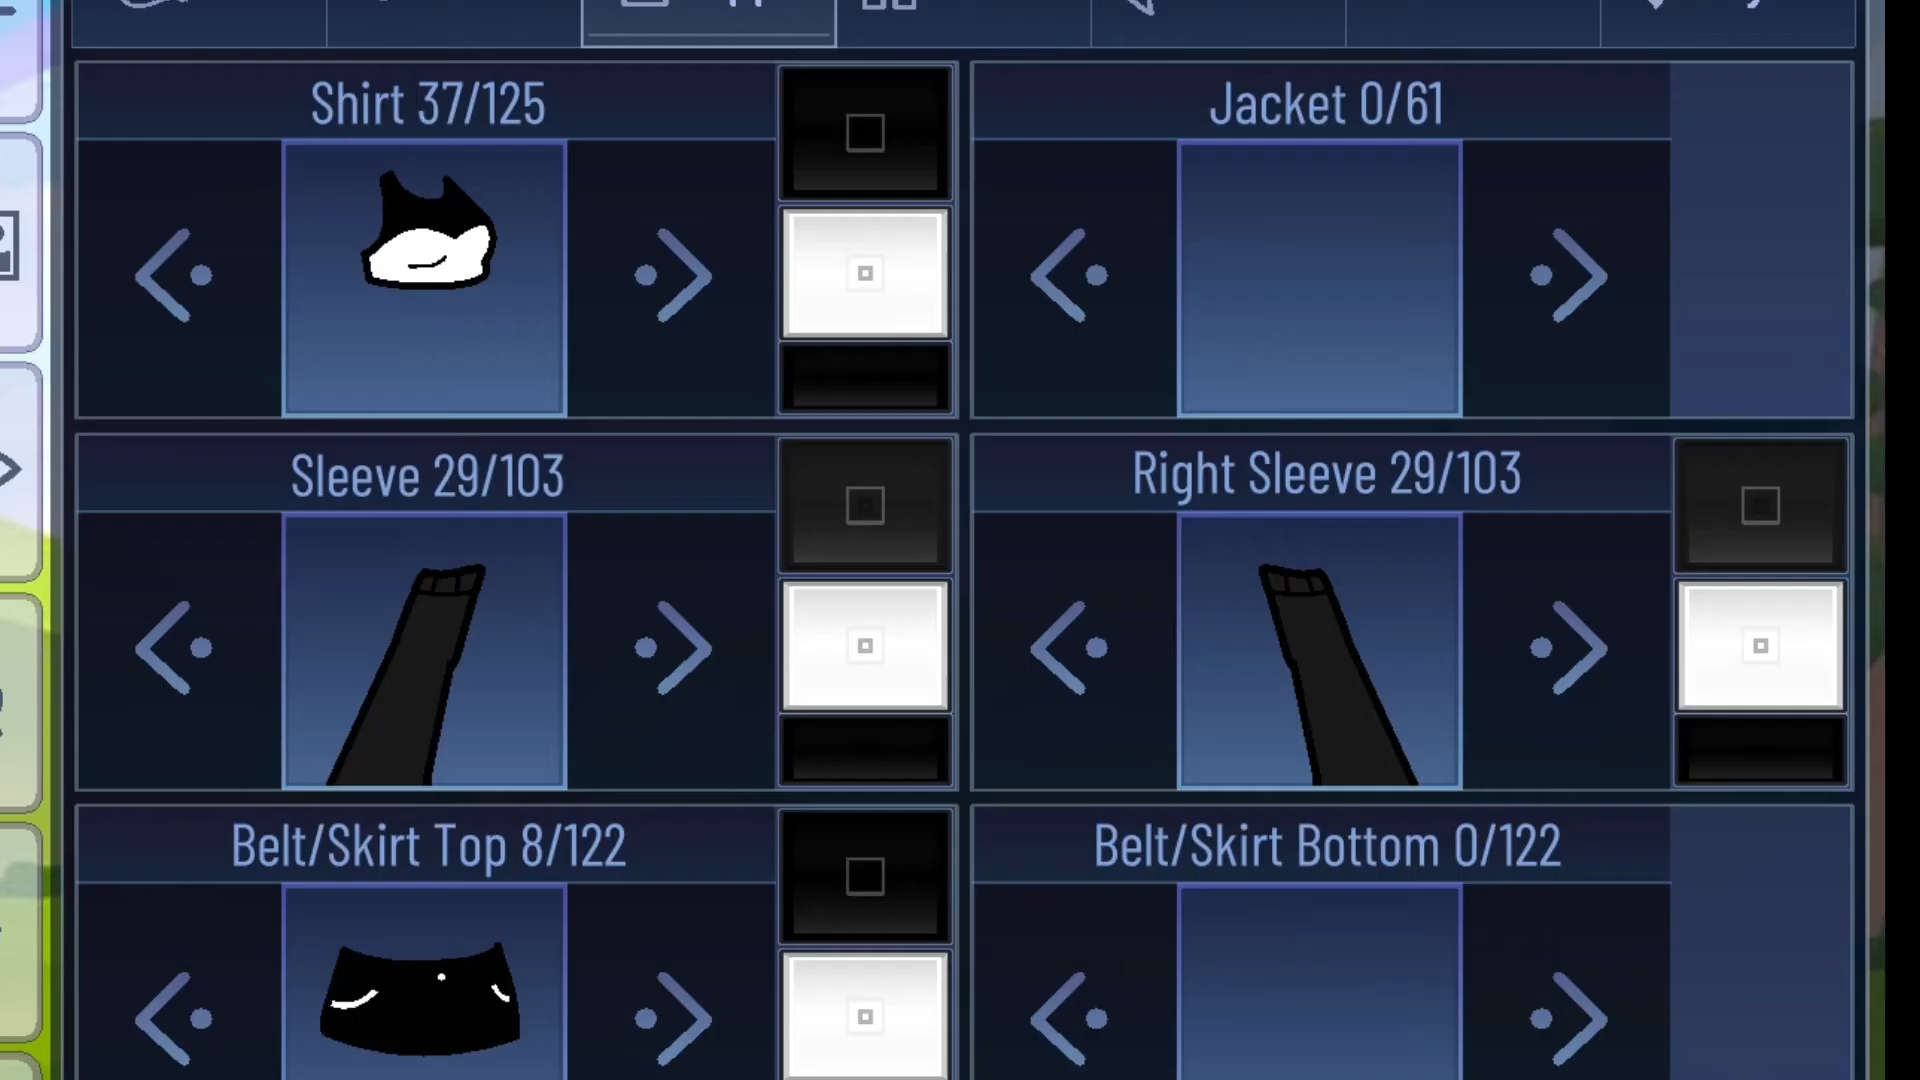 Shirt 37/125
Jacket 0/61
Sleeve 29/103
Right Sleeve 29/103
Belt/Skirt Top 8/122
Belt/Skirt Bottom 0/122